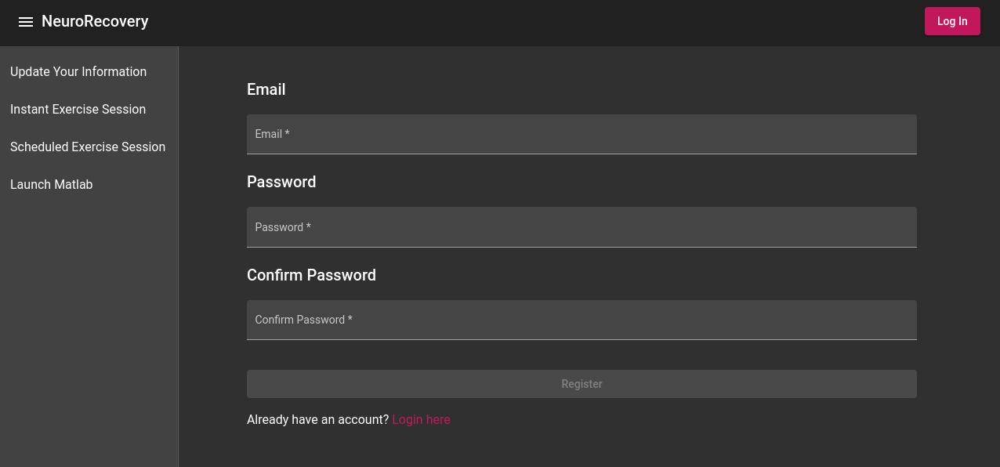 NeuroRecovery
Log In
Update Your Information
Instant Exercise Session
Scheduled Exercise Session
Launch Matlab
Email
Email *
Password
Password *
Confirm Password
Confirm Password *
Register
Already have an account? Login here